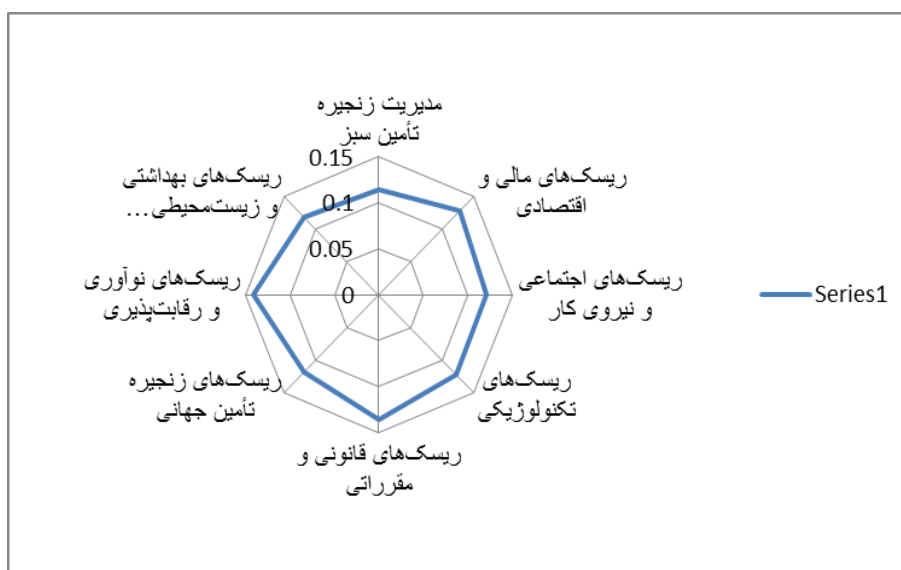 مدیریت زنجیره
تأمین سبز
ریسک‌های مالی و
اقتصادی
ریسک‌های اجتماعی
و نیروی کار
ریسک‌های
تکنولوژیکی
ریسک‌های قانونی و
مقرراتی
ریسک‌های زنجیره
تأمین جهانی
ریسک‌های نوآوری
و رقابت‌پذیری
ریسک‌های بهداشتی
و زیست‌محیطی...
0.15
0.1
0.05
0
Series1